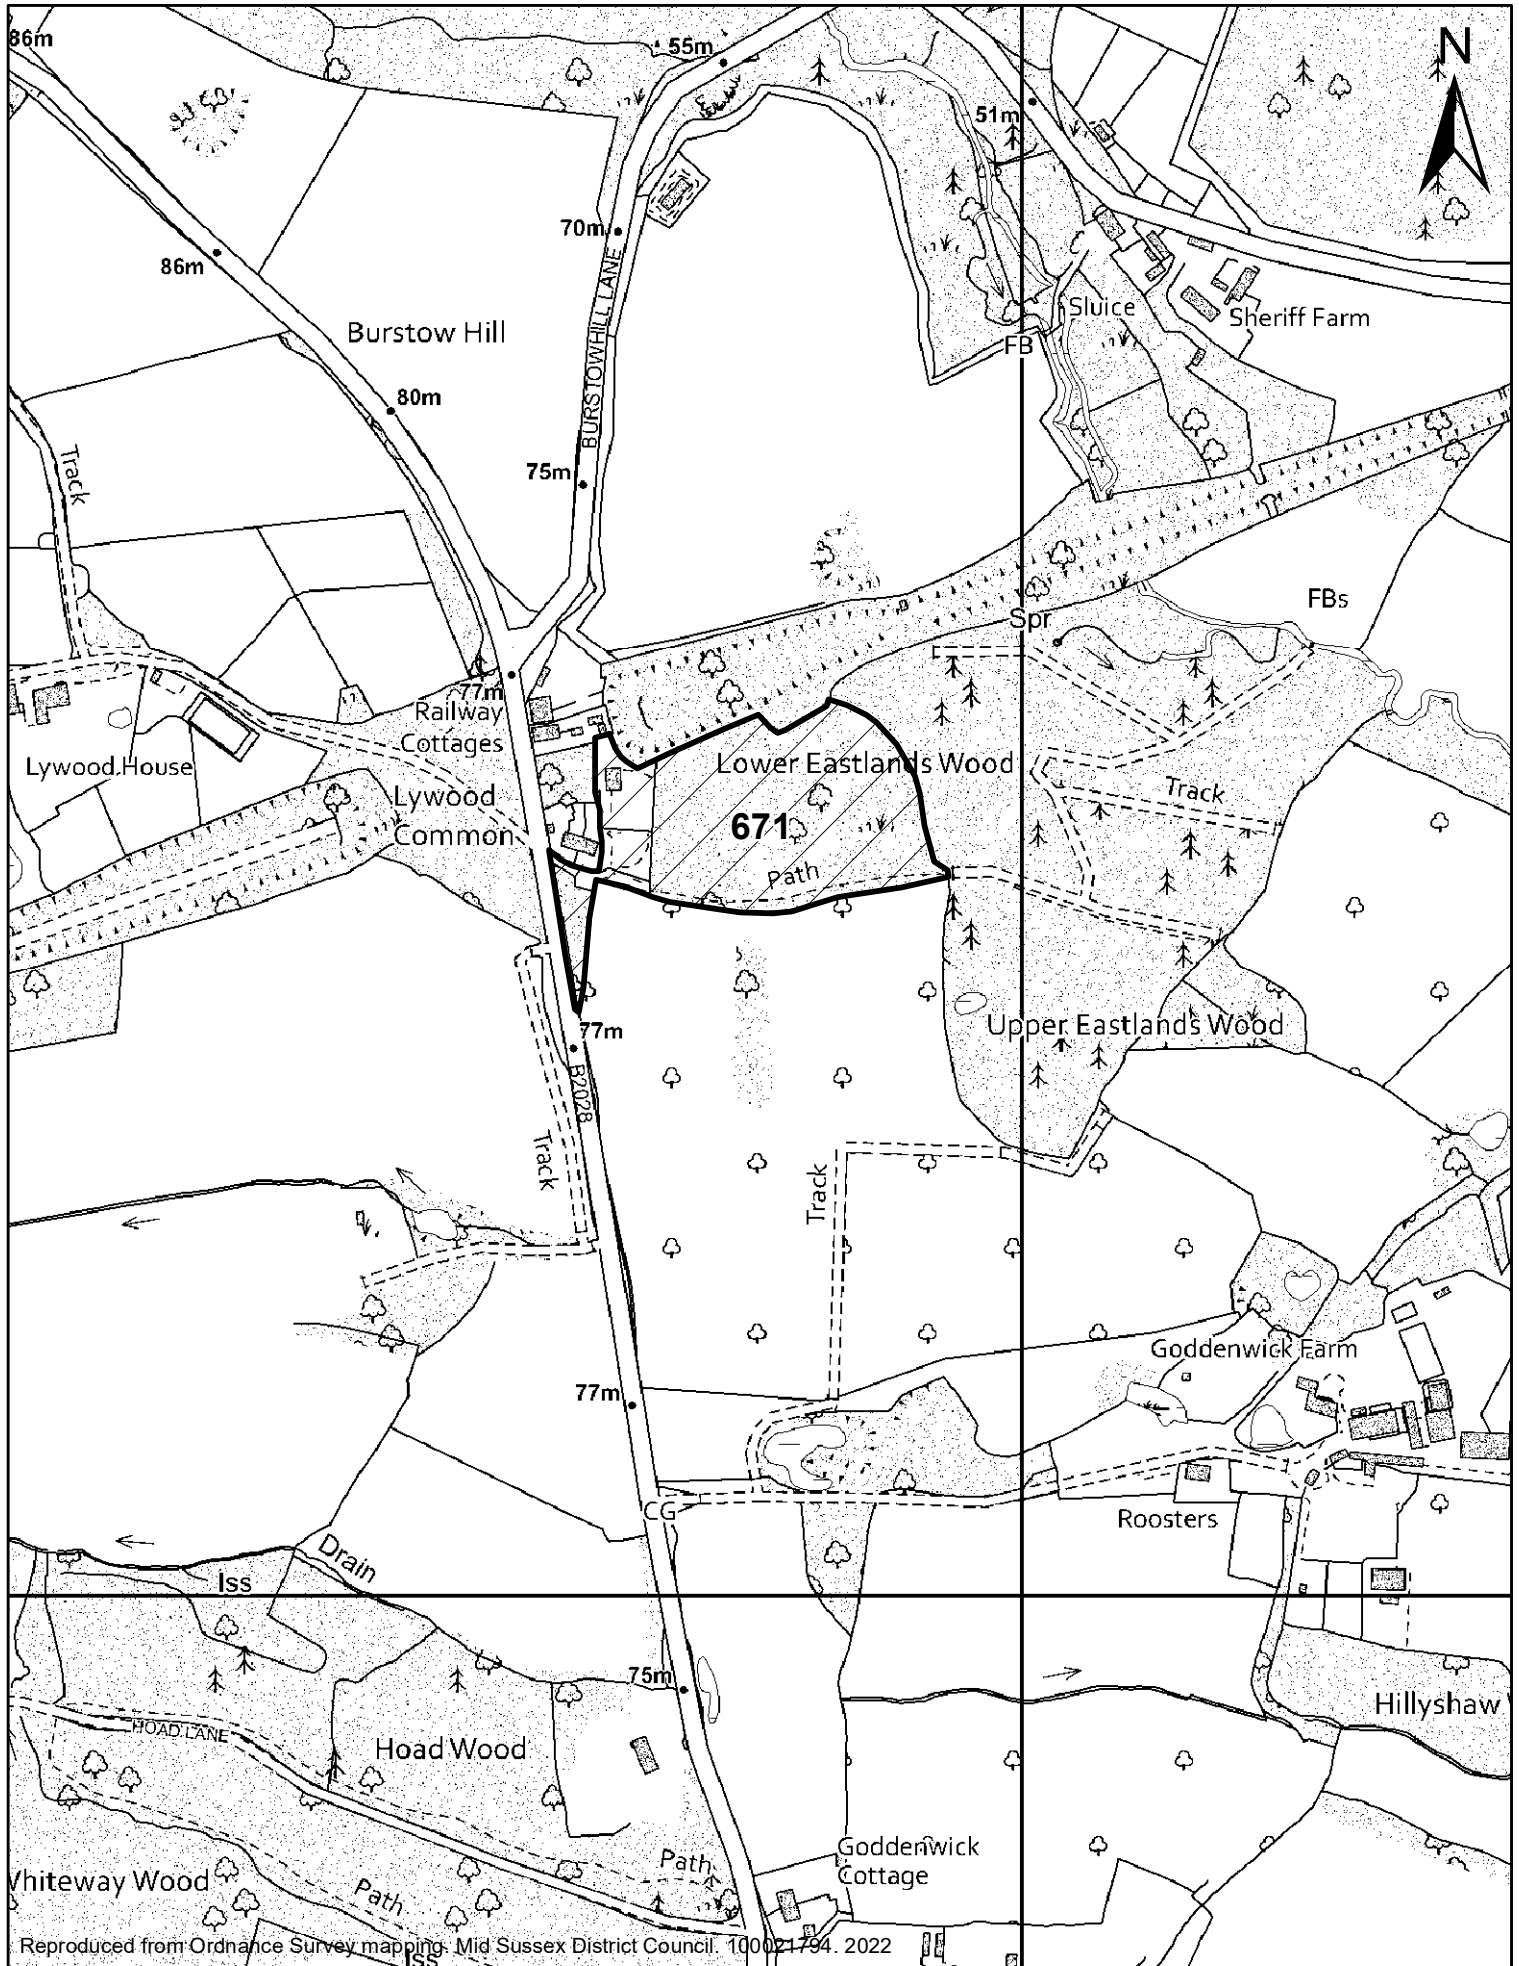 86m
55m
N
51m
70m
86m
BURSTOWHILL LANE
Sluice
Sheriff Farm
Burstow Hill
FB
80m
Track
75m
FBs
Spr
77m
Railway
Cottages
Lywood House
Lower Eastlands Wood
Track
Lywood
Common
671
Path
77m
Upper Eastlands Wood
B2028
Track
Track
Goddenwick Farm
77m
CG
Roosters
Drain
Iss
75m
Hillyshaw
HOAD LANE
Hoad Wood
Goddenwick
Cottage
Path
Whiteway Wood
Path
Reproduced from Ordnance Survey mapping. Mid Sussex District Council. 100021794. 2022
Iss